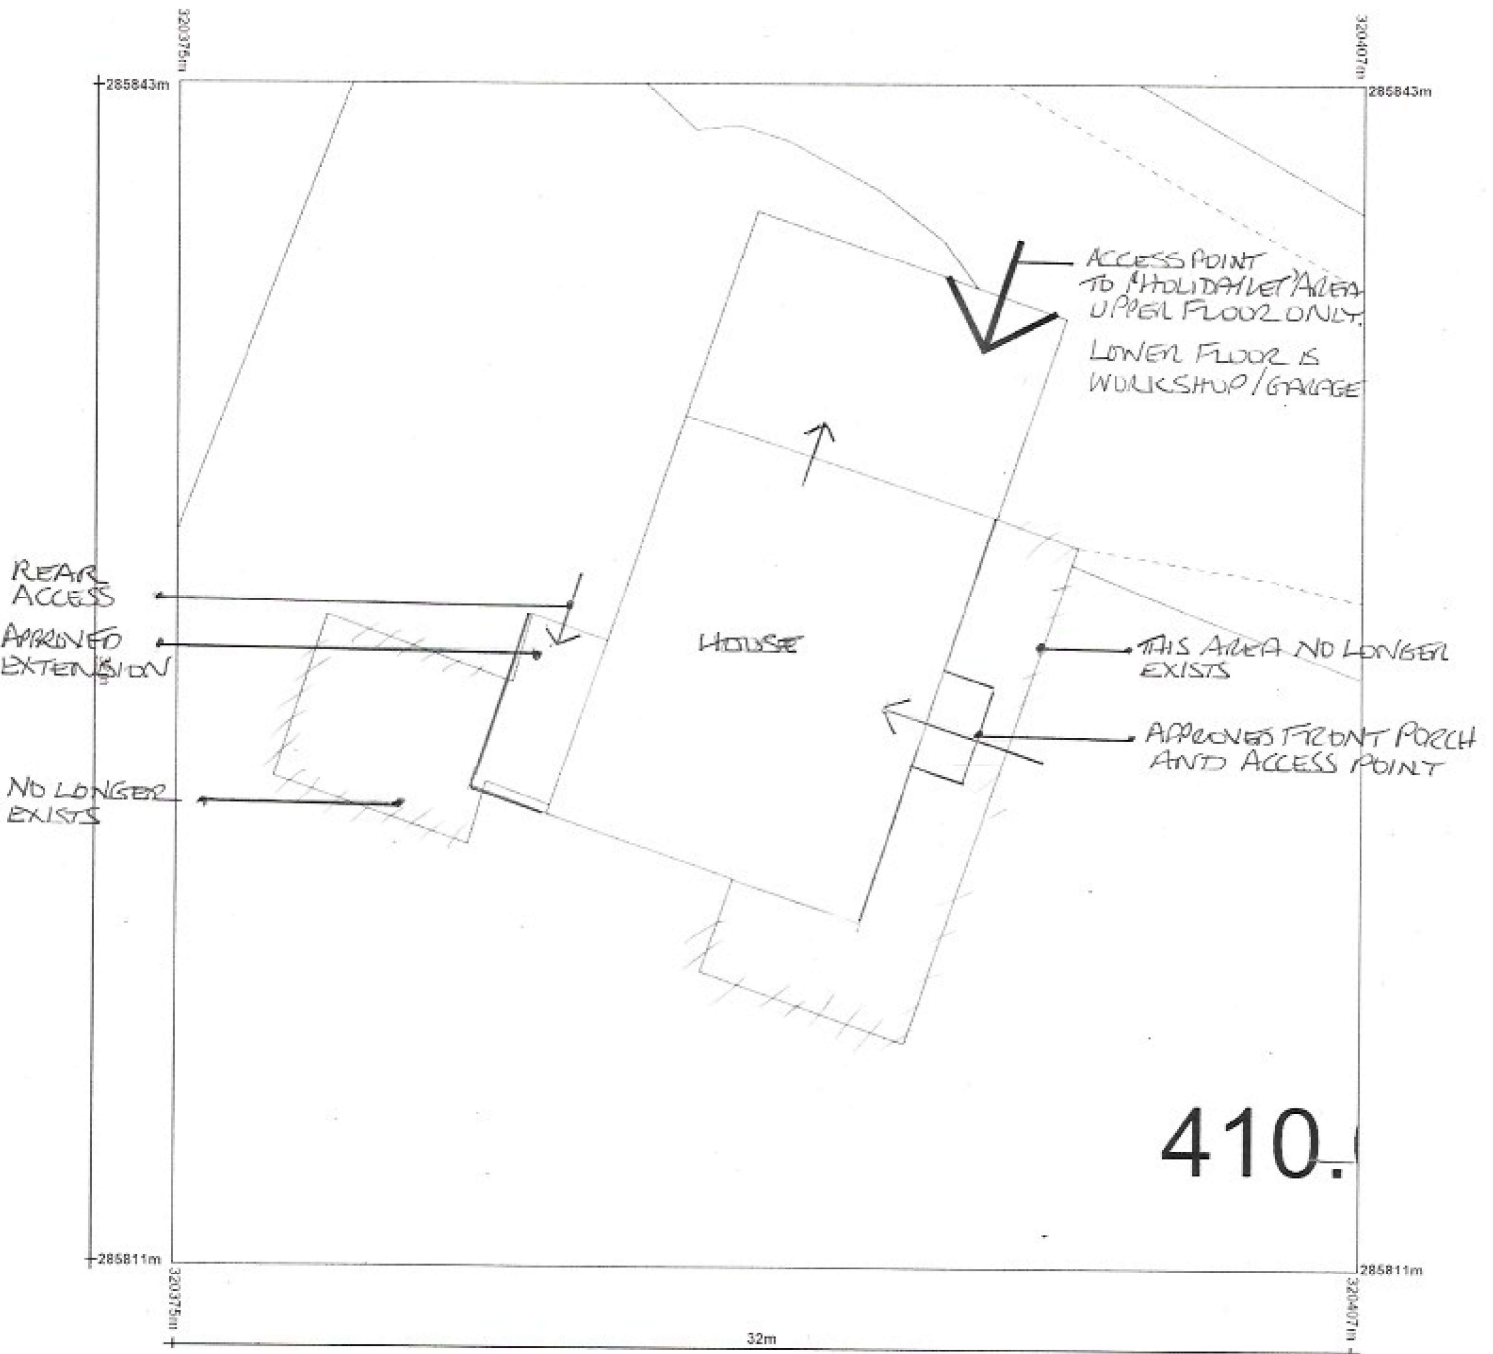 320375m
320407m
285843m
285843m
ACCESS POINT
TO "HOLIDAY LET" AREA
UPPER FLOOR ONLY.
LOWER FLOOR IS
WORKSHOP/GARAGE
REAR
ACCESS
APPROVED
EXTENSION
HOUSE
THIS AREA NO LONGER
EXISTS
APPROVED FRONT PORCH
AND ACCESS POINT
NO LONGER
EXISTS
410.
285811m
285811m
320375m
320407m
32m